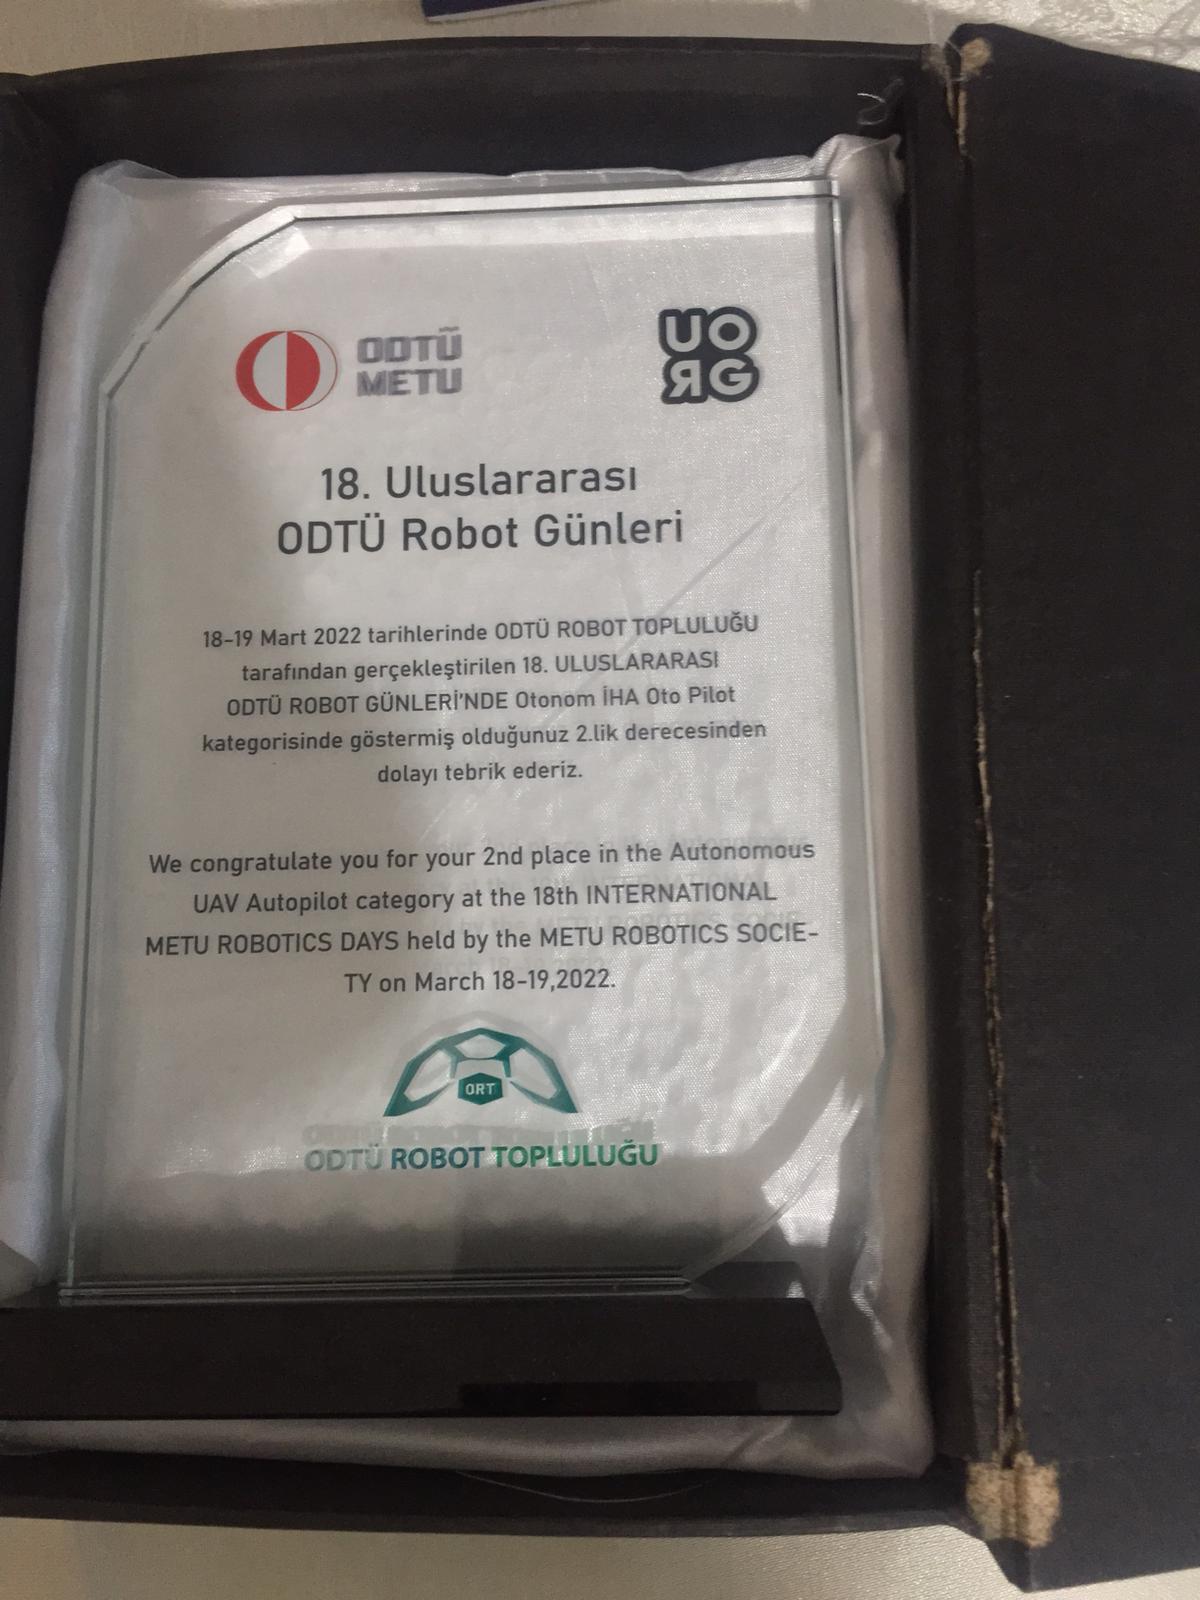 ODTÜ
METU
UO
RG
18. Uluslararası
ODTÜ Robot Günleri
18-19 Mart 2022 tarihlerinde ODTÜ ROBOT TOPLULUĞU
tarafından gerçekleştirilen 18. ULUSLARARASI
ODTÜ ROBOT GÜNLERİ'NDE Otonom İHA Oto Pilot
kategorisinde göstermiş olduğunuz 2.lik derecesinden
dolayı tebrik ederiz.
We congratulate you for your 2nd place in the Autonomous
UAV Autopilot category at the 18th INTERNATIONAL
METU ROBOTICS DAYS held by the METU ROBOTICS SOCIE-
TY on March 18-19,2022.
ORT
ODTÜ ROBOT TOPLULUĞU